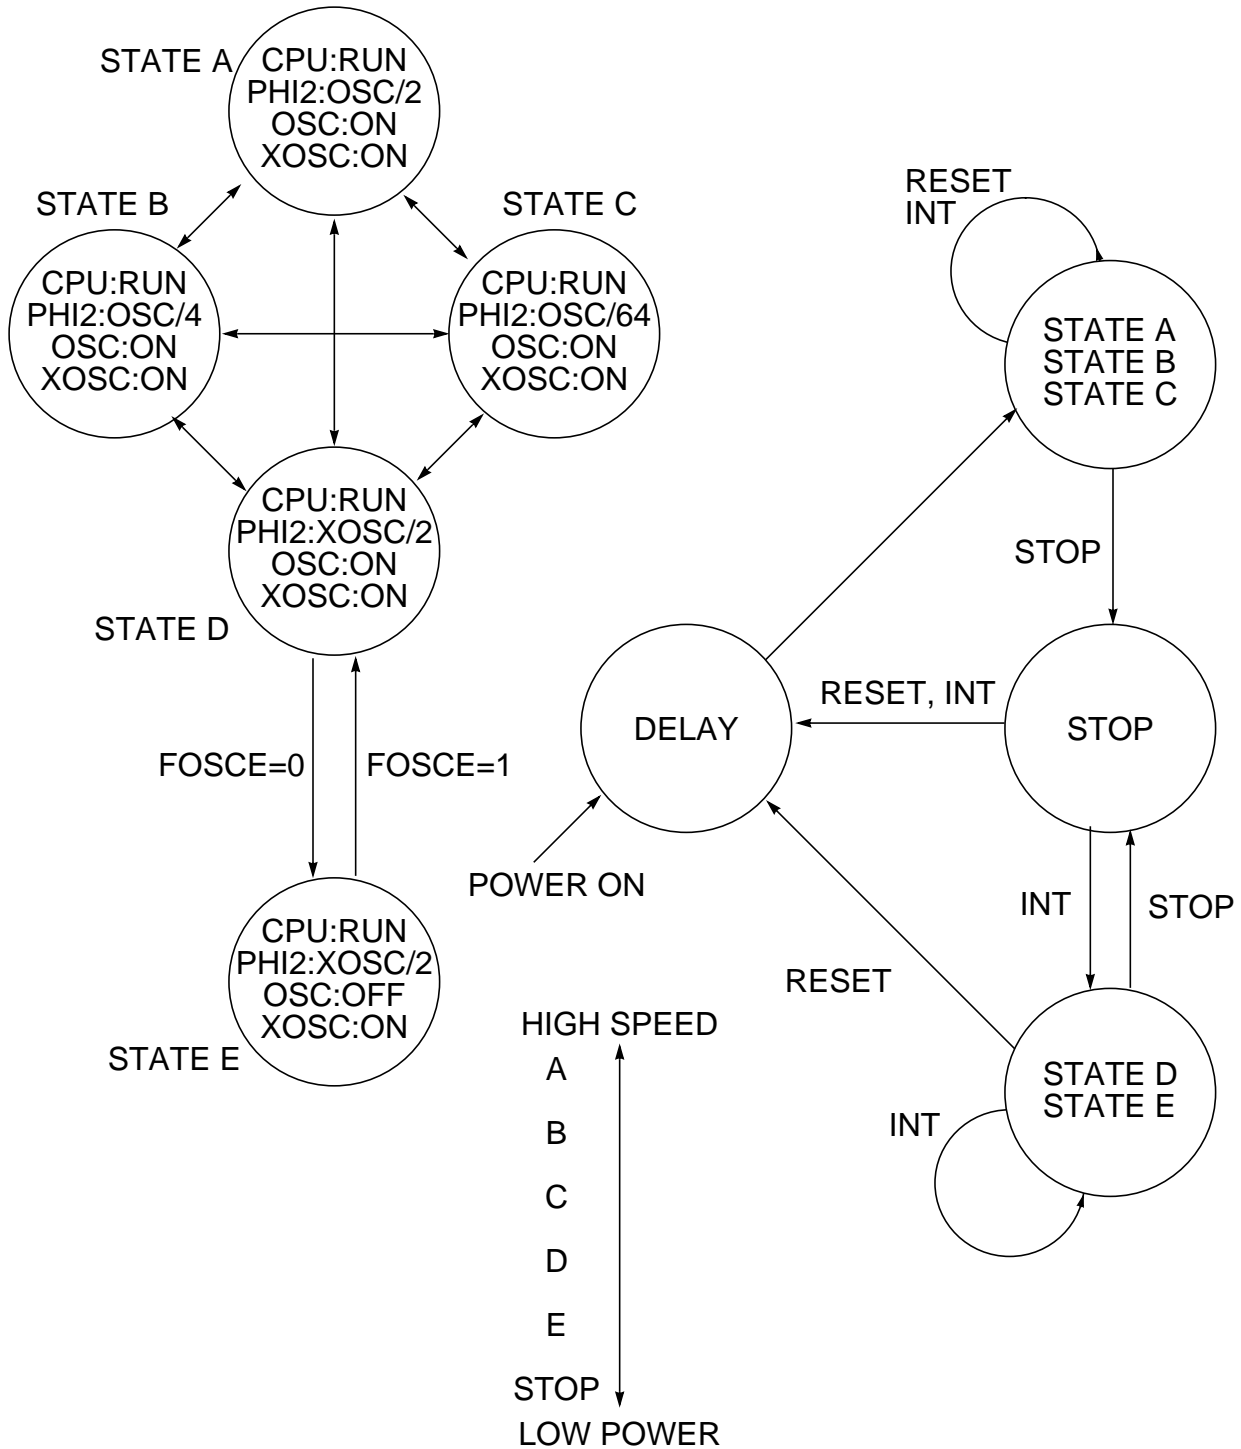 STATE A
CPU:RUN
PHI2:OSC/2
OSC:ON
XOSC:ON
STATE B
CPU:RUN
PHI2:OSC/4
OSC:ON
XOSC:ON
STATE C
CPU:RUN
PHI2:OSC/64
OSC:ON
XOSC:ON
CPU:RUN
PHI2:XOSC/2
OSC:ON
XOSC:ON
STATE D
FOSCE=0
FOSCE=1
CPU:RUN
PHI2:XOSC/2
OSC:OFF
XOSC:ON
STATE E
RESET
INT
STATE A
STATE B
STATE C
STOP
DELAY
RESET, INT
STOP
POWER ON
INT
STOP
RESET
STATE D
STATE E
INT
HIGH SPEED
A
B
C
D
E
STOP
LOW POWER